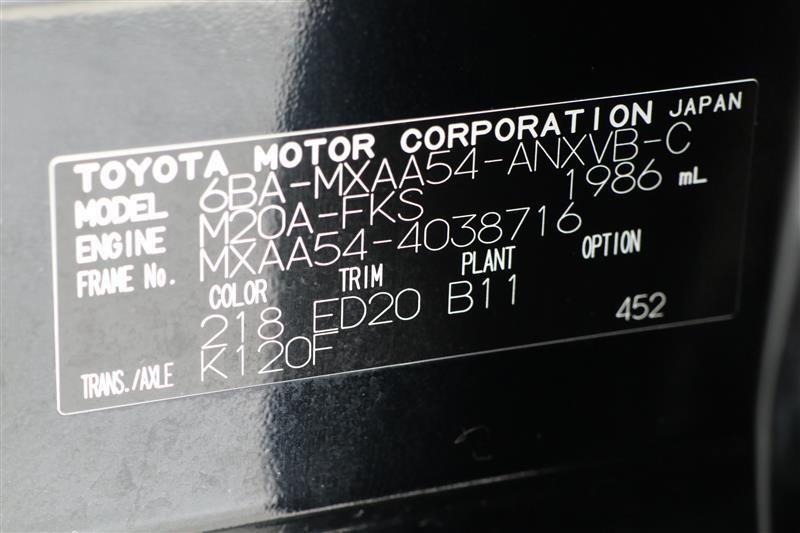 TOYOTA MOTOR CORPORATION JAPAN
MODEL 6BA-MXAA54-ANXVB-C
ENGINE M20A-FKS 1986 mL
FRAME No. MXAA54-4038716
COLOR TRIM PLANT OPTION
218 ED20 B11 452
TRANS./AXLE K120F